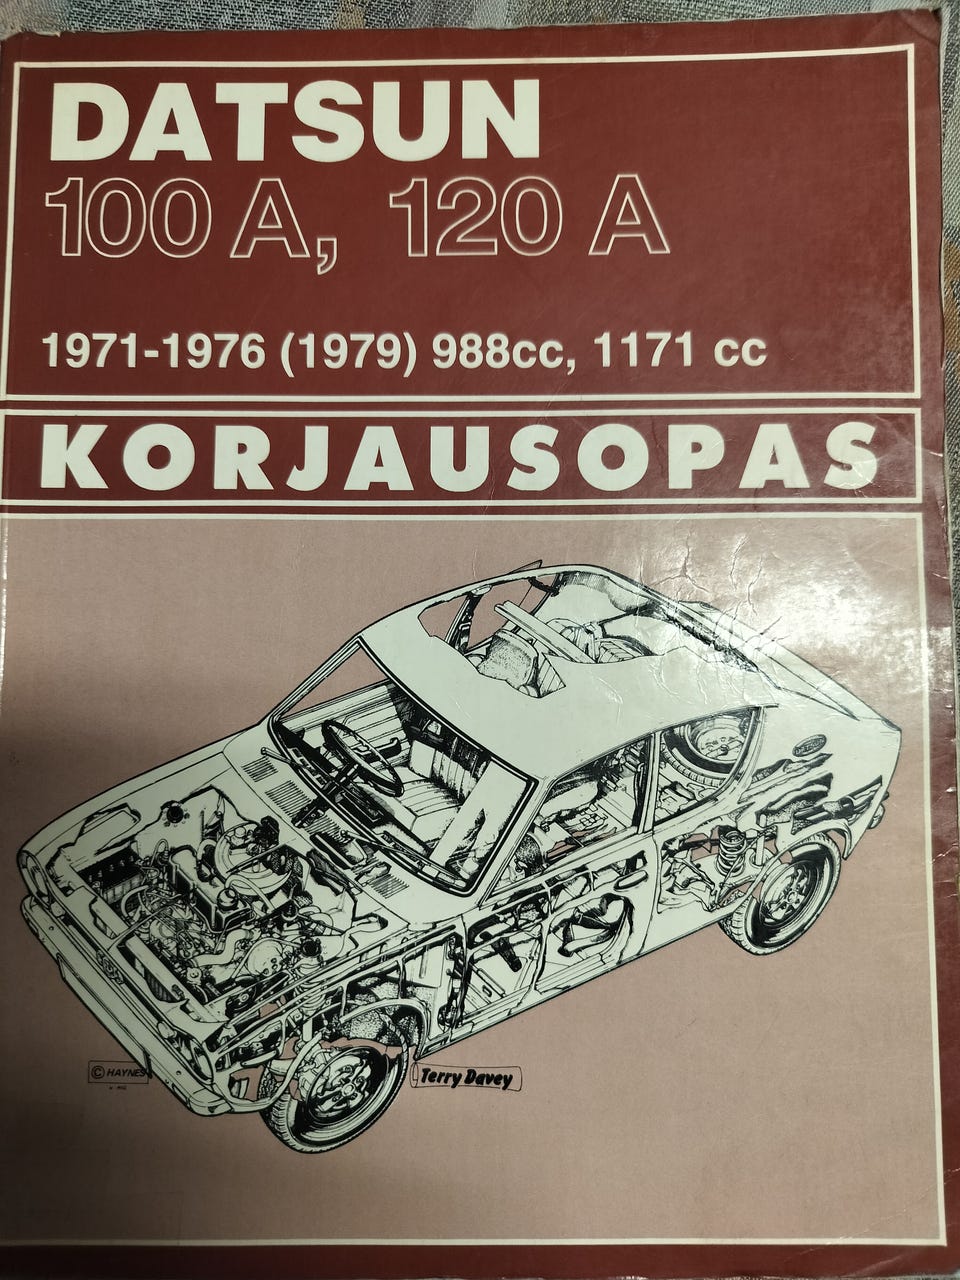 DATSUN
100 A, 120 A
1971-1976 (1979) 988cc, 1171 cc
KORJAUSOPAS
© HAYNES
Terry Davey